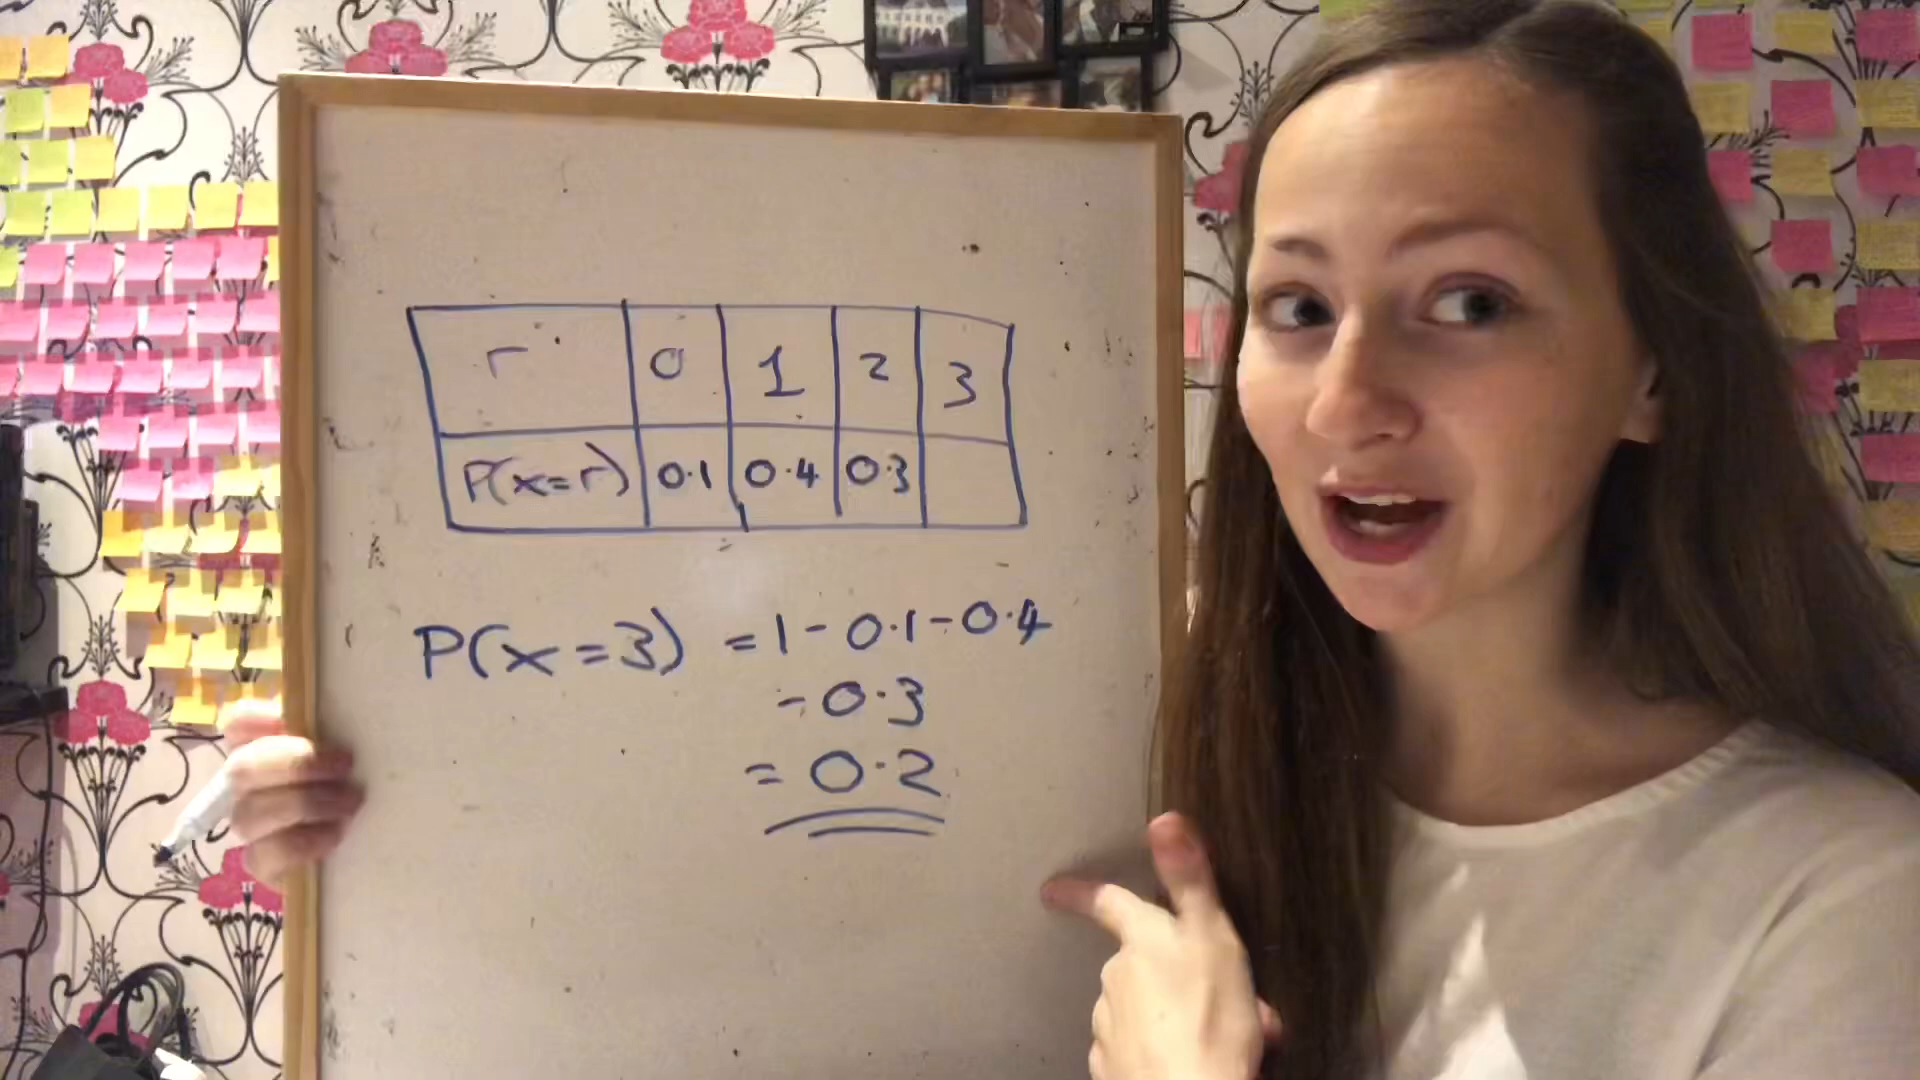 r 0 1 2 3
P(x=r) 0.1 0.4 0.3
P(x=3) = 1 - 0.1 - 0.4
- 0.3
= 0.2